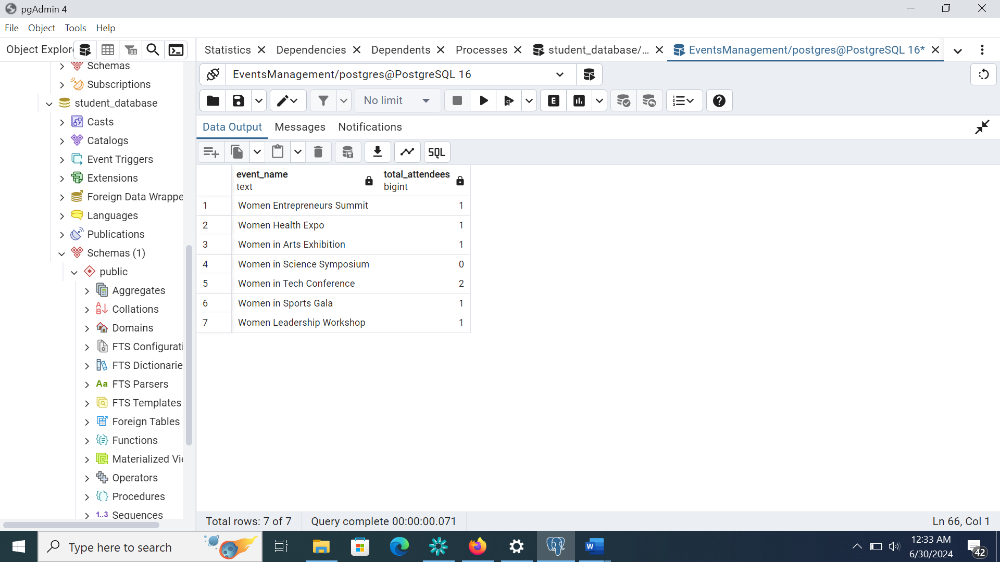 pgAdmin 4
File Object Tools Help
Object Explor
Statistics Dependencies Dependents Processes student_database/... EventsManagement/postgres@PostgreSQL 16*
Schemas
Subscriptions
student_database
Casts
Catalogs
Event Triggers
Extensions
Foreign Data Wrappe
Languages
Publications
Schemas (1)
public
Aggregates
Collations
Domains
FTS Configurati
FTS Dictionarie
Aa FTS Parsers
FTS Templates
Foreign Tables
Functions
Materialized Vie
Operators
Procedures
1..3 Sequences
EventsManagement/postgres@PostgreSQL 16
No limit E
Data Output Messages Notifications
SQL
event_name total_attendees
text bigint
1 Women Entrepreneurs Summit 1
2 Women Health Expo 1
3 Women in Arts Exhibition 1
4 Women in Science Symposium 0
5 Women in Tech Conference 2
6 Women in Sports Gala 1
7 Women Leadership Workshop 1
Total rows: 7 of 7 Query complete 00:00:00.071 Ln 66, Col 1
Type here to search
W
12:33 AM
6/30/2024
42